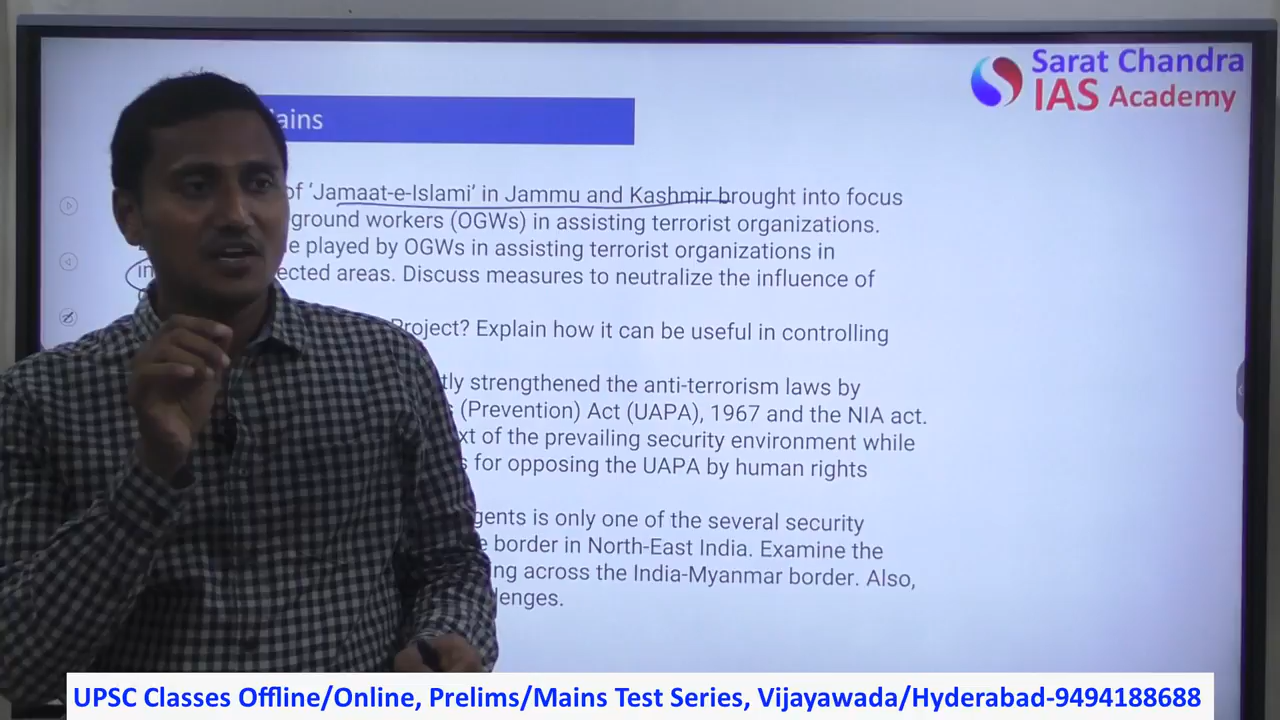 Sarat Chandra
IAS Academy
ains
of ‘Jamaat-e-Islami’ in Jammu and Kashmir brought into focus
ground workers (OGWs) in assisting terrorist organizations.
e played by OGWs in assisting terrorist organizations in
in ected areas. Discuss measures to neutralize the influence of
Project? Explain how it can be useful in controlling
tly strengthened the anti-terrorism laws by
(Prevention) Act (UAPA), 1967 and the NIA act.
xt of the prevailing security environment while
s for opposing the UAPA by human rights
gents is only one of the several security
e border in North-East India. Examine the
ng across the India-Myanmar border. Also,
lenges.
UPSC Classes Offline/Online, Prelims/Mains Test Series, Vijayawada/Hyderabad-9494188688